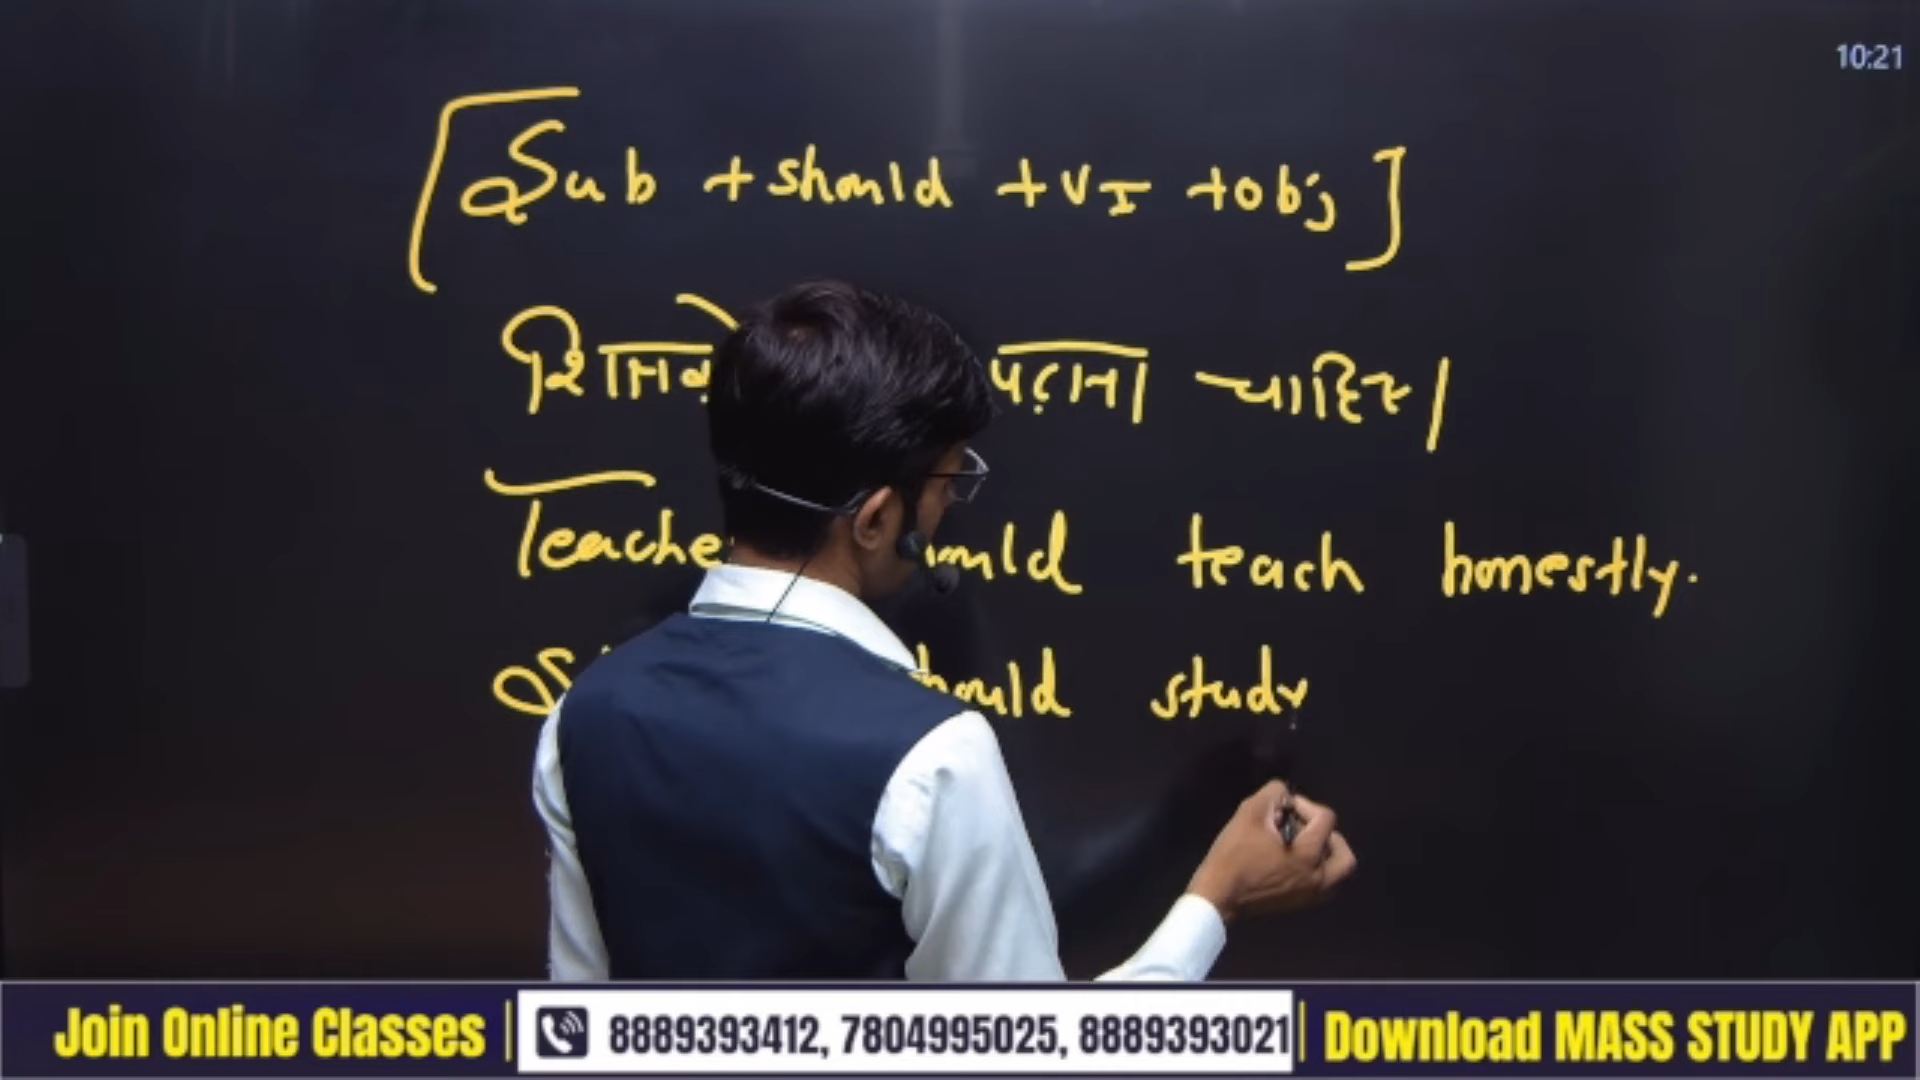 10:21
[Sub + should + V I + obj]
पढ़ना चाहिए।
should teach honestly.
should study
Join Online Classes | 8889393412, 7804995025, 8889393021 | Download MASS STUDY APP